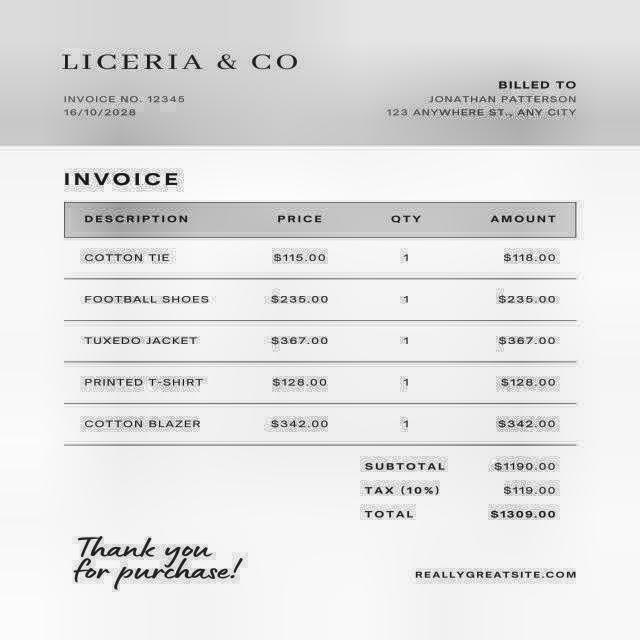 LICERIA & CO
BILLED TO
INVOICE NO. 12345 JONATHAN PATTERSON
16/10/2028 123 ANYWHERE ST., ANY CITY
INVOICE
DESCRIPTION PRICE QTY AMOUNT
COTTON TIE $115.00 1 $118.00
FOOTBALL SHOES $235.00 1 $235.00
TUXEDO JACKET $367.00 1 $367.00
PRINTED T-SHIRT $128.00 1 $128.00
COTTON BLAZER $342.00 1 $342.00
SUBTOTAL $1190.00
TAX (10%) $119.00
TOTAL $1309.00
Thank you
for purchase!
REALLYGREATSITE.COM